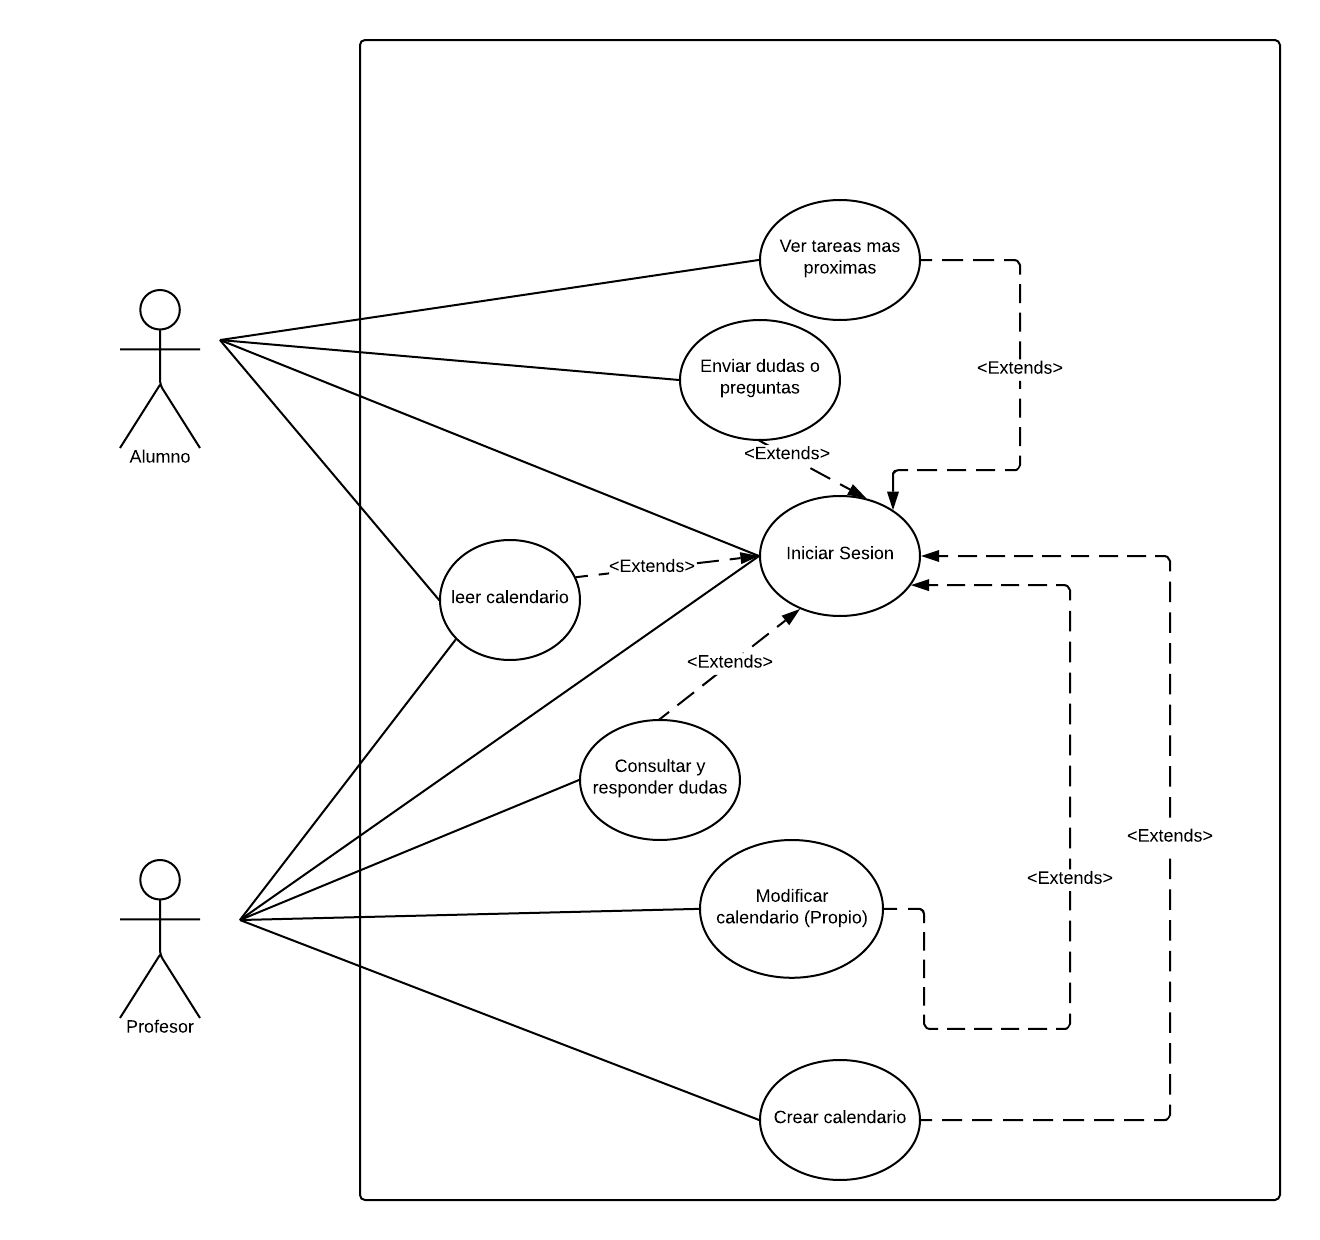 Ver tareas mas
proximas
Enviar dudas o
preguntas
<Extends>
Alumno
<Extends>
Iniciar Sesion
<Extends>
leer calendario
<Extends>
Consultar y
responder dudas
<Extends>
<Extends>
Modificar
calendario (Propio)
Profesor
Crear calendario